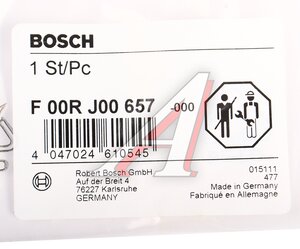 BOSCH
1 St/Pc
F 00R J00 657 -000
4 047024 610545
015111
477
Robert Bosch GmbH
Auf der Breit 4
76227 Karlsruhe
Made in Germany
Fabriqué en Allemagne